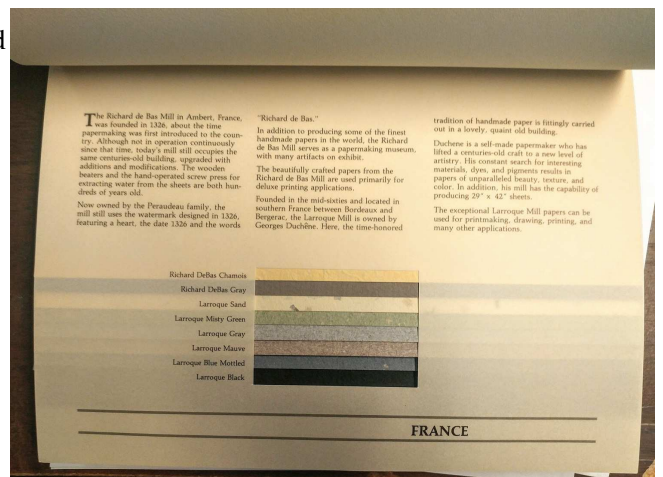 The Richard de Bas Mill in Ambert, France,
was founded in 1326, about the time
papermaking was first introduced to the coun-
try. Although not in operation continuously
since that time, today's mill still occupies the
same centuries-old building, upgraded with
additions and modifications. The wooden
beaters and the hand-operated screw press for
extracting water from the sheets are both hun-
dreds of years old.
Now owned by the Peraudeau family, the
mill still uses the watermark designed in 1326,
featuring a heart, the date 1326 and the words
"Richard de Bas."
In addition to producing some of the finest
handmade papers in the world, the Richard
de Bas Mill serves as a papermaking museum,
with many artifacts on exhibit.
The beautifully crafted papers from the
Richard de Bas Mill are used primarily for
deluxe printing applications.
Founded in the mid-sixties and located in
southern France between Bordeaux and
Bergerac, the Larroque Mill is owned by
Georges Duchêne. Here, the time-honored
tradition of handmade paper is fittingly carried
out in a lovely, quaint old building.
Duchene is a self-made papermaker who has
lifted a centuries-old craft to a new level of
artistry. His constant search for interesting
materials, dyes, and pigments results in
papers of unparalleled beauty, texture, and
color. In addition, his mill has the capability of
producing 29" × 42" sheets.
The exceptional Larroque Mill papers can be
used for printmaking, drawing, printing, and
many other applications.
Richard DeBas Chamois
Richard DeBas Gray
Larroque Sand
Larroque Misty Green
Larroque Gray
Larroque Mauve
Larroque Blue Mottled
Larroque Black
FRANCE